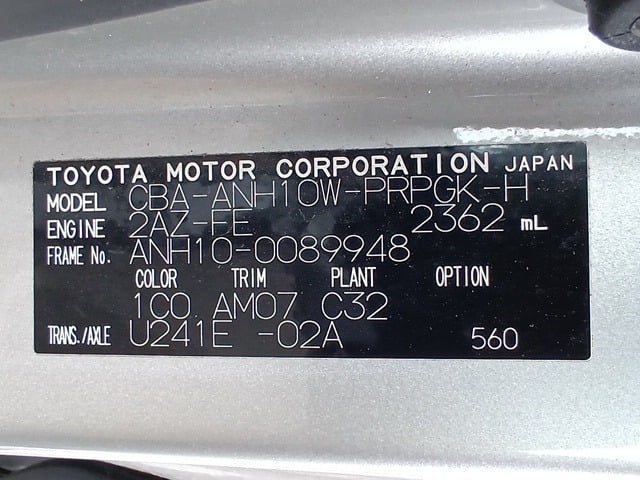 TOYOTA MOTOR CORPORATION JAPAN
MODEL CBA-ANH10W-PRPGK-H
ENGINE 2AZ-FE 2362 mL
FRAME No. ANH10-0089948
COLOR TRIM PLANT OPTION
1C0 AM07 C32
TRANS./AXLE U241E -02A 560